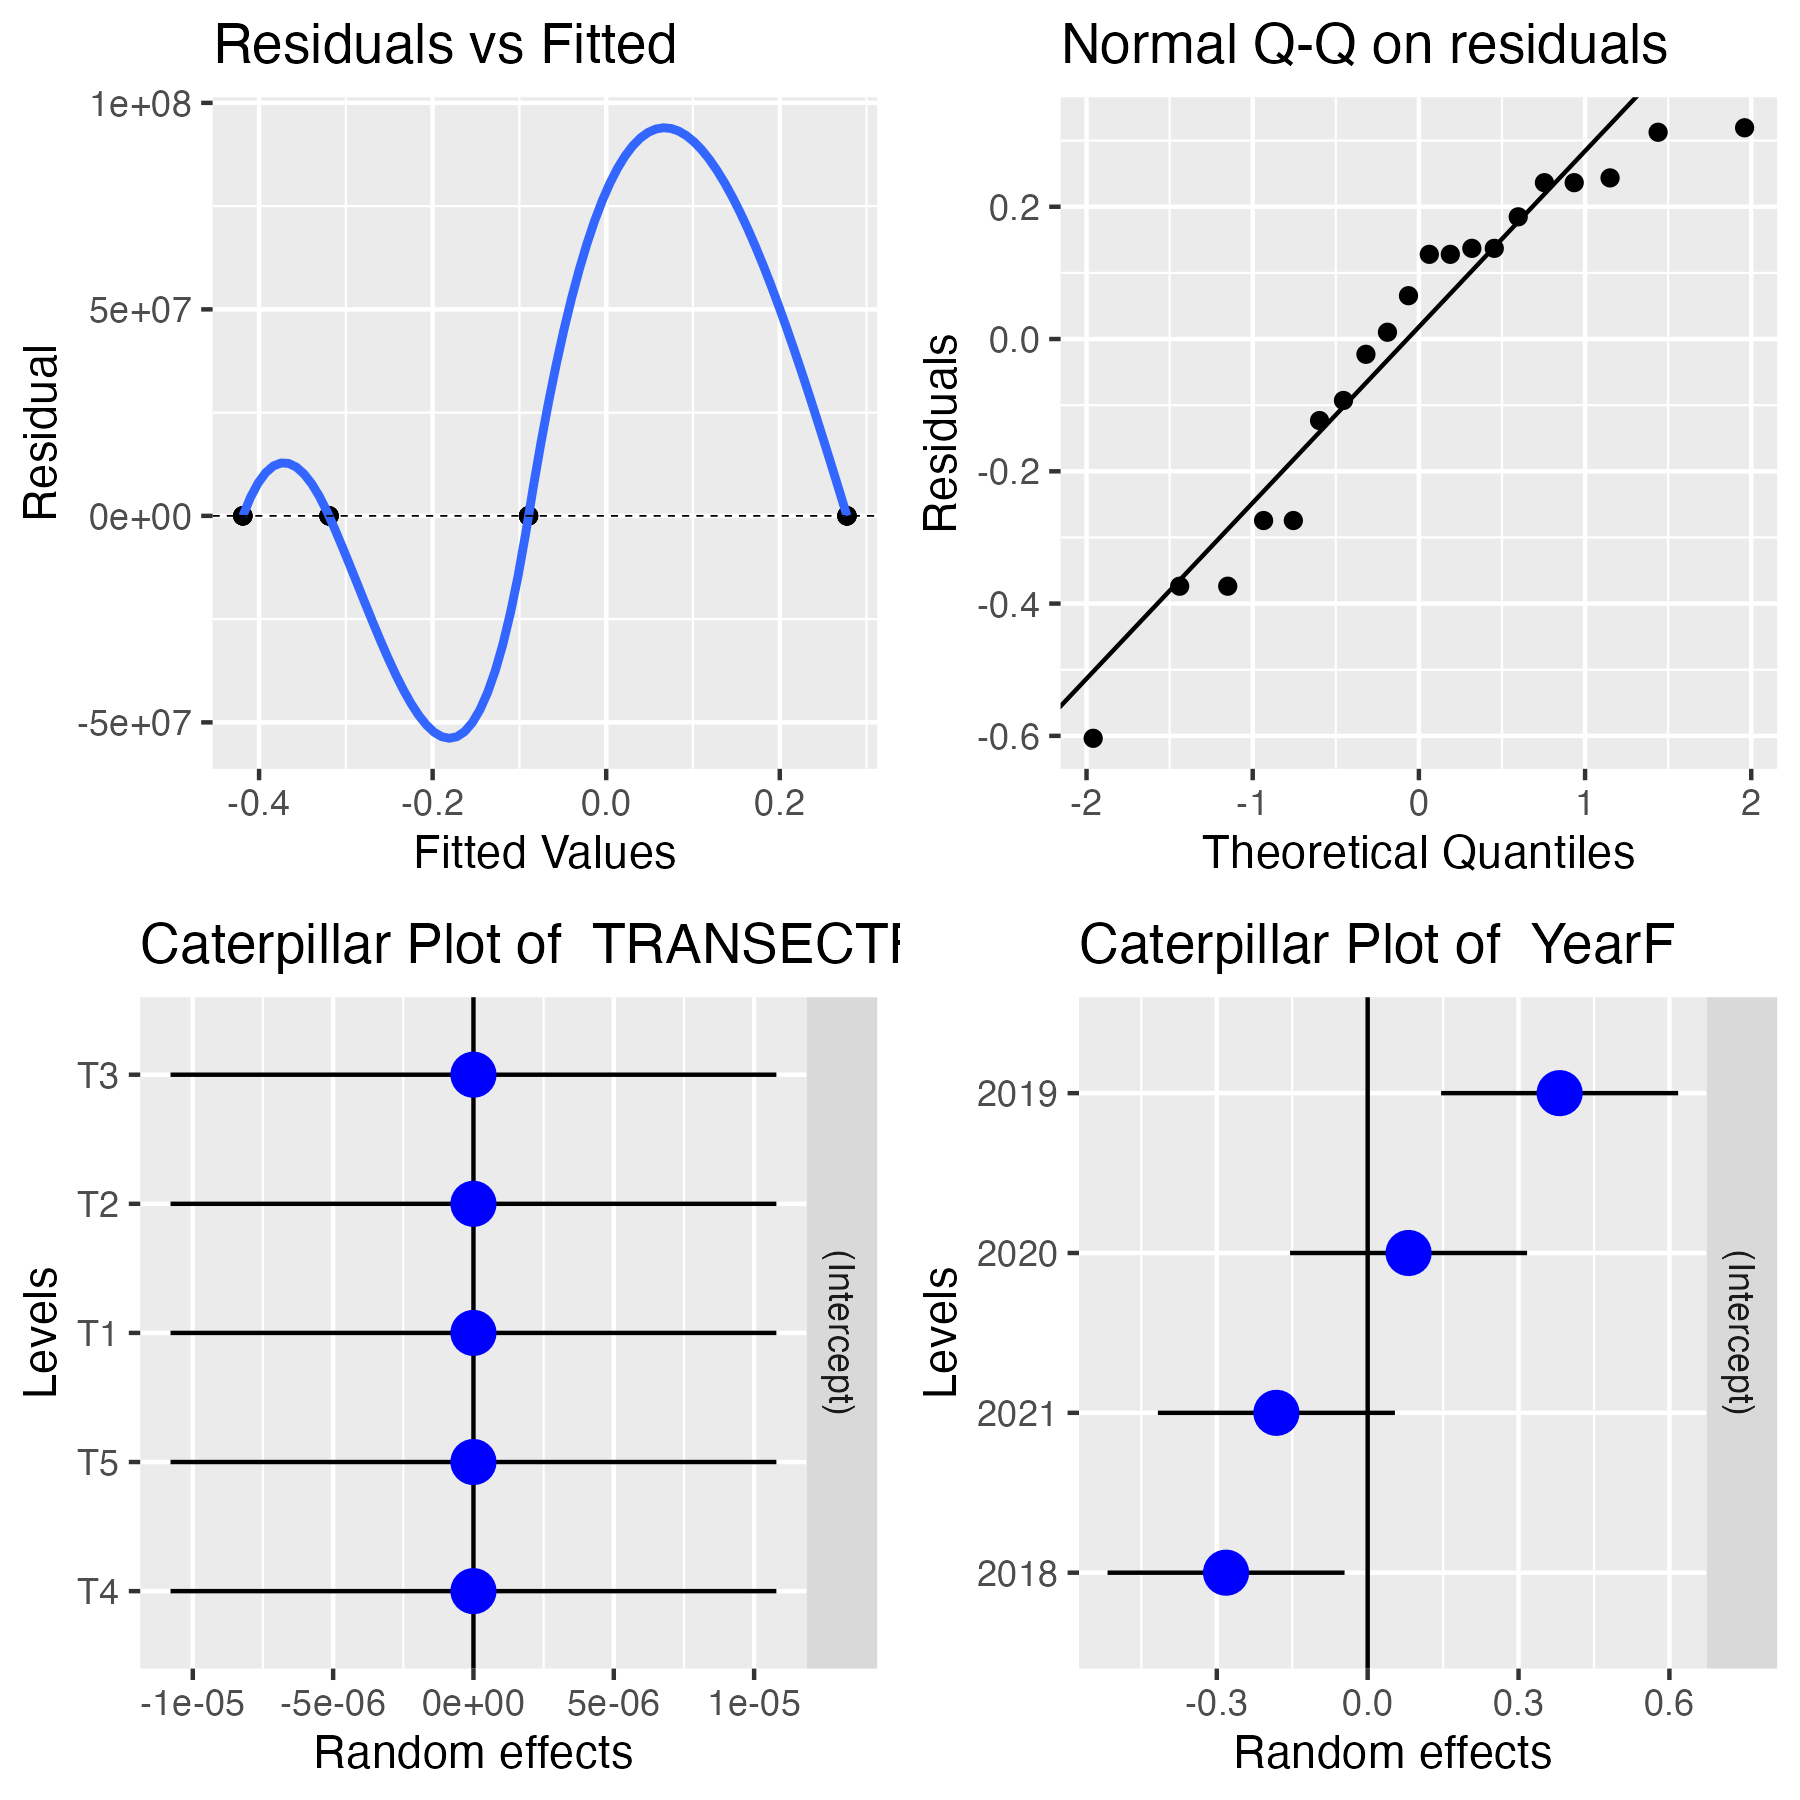 Residuals vs Fitted
1e+08
5e+07
0e+00
-5e+07
Residual
-0.4 -0.2 0.0 0.2
Fitted Values
Normal Q-Q on residuals
0.2
0.0
-0.2
-0.4
-0.6
Residuals
-2 -1 0 1 2
Theoretical Quantiles
Caterpillar Plot of TRANSECTF
T3
T2
T1
T5
T4
Levels
(Intercept)
-1e-05 -5e-06 0e+00 5e-06 1e-05
Random effects
Caterpillar Plot of YearF
2019
2020
2021
2018
Levels
(Intercept)
-0.3 0.0 0.3 0.6
Random effects